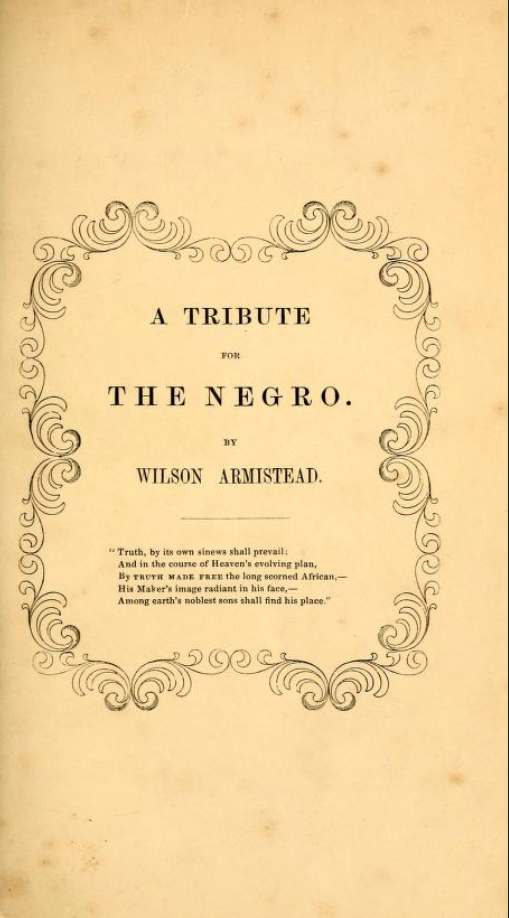 A TRIBUTE
FOR
THE NEGRO.
BY
WILSON ARMISTEAD.
"Truth, by its own sinews shall prevail;
And in the course of Heaven's evolving plan,
By TRUTH MADE FREE the long scorned African,—
His Maker's image radiant in his face,—
Among earth's noblest sons shall find his place."